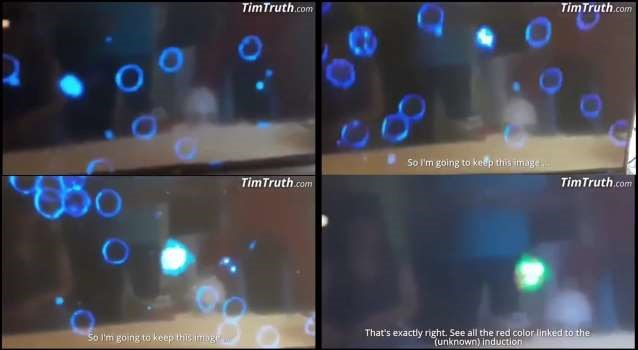 TimTruth.com
TimTruth.com
So I'm going to keep this image ...
TimTruth.com
So I'm going to keep this image ...
TimTruth.com
That's exactly right. See all the red color linked to the
(unknown) induction